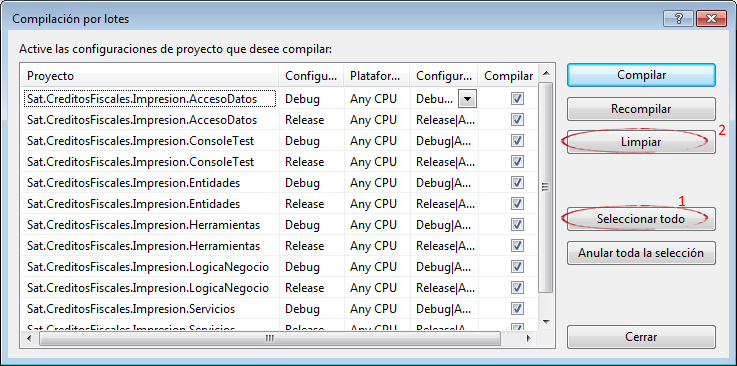 Compilación por lotes
Active las configuraciones de proyecto que desee compilar:
Proyecto Configu... Platafor... Configur... Compilar
Sat.CreditosFiscales.Impresion.AccesoDatos Debug Any CPU Debu...
Sat.CreditosFiscales.Impresion.AccesoDatos Release Any CPU Release|A...
Sat.CreditosFiscales.Impresion.ConsoleTest Debug Any CPU Debug|A...
Sat.CreditosFiscales.Impresion.ConsoleTest Release Any CPU Release|A...
Sat.CreditosFiscales.Impresion.Entidades Debug Any CPU Debug|A...
Sat.CreditosFiscales.Impresion.Entidades Release Any CPU Release|A...
Sat.CreditosFiscales.Impresion.Herramientas Debug Any CPU Debug|A...
Sat.CreditosFiscales.Impresion.Herramientas Release Any CPU Release|A...
Sat.CreditosFiscales.Impresion.LogicaNegocio Debug Any CPU Debug|A...
Sat.CreditosFiscales.Impresion.LogicaNegocio Release Any CPU Release|A...
Sat.CreditosFiscales.Impresion.Servicios Debug Any CPU Debug|A...
Sat.CreditosFiscales.Impresion.Servicios Release Any CPU Release|A...
Compilar
Recompilar
2
Limpiar
1
Seleccionar todo
Anular toda la selección
Cerrar